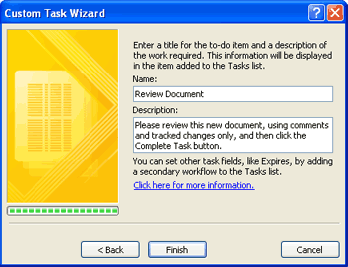 Custom Task Wizard
Enter a title for the to-do item and a description
of the work required. This information will be displayed
in the item added to the Tasks list.
Name:
Review Document
Description:
Please review this new document, using comments
and tracked changes only, and then click the
Complete Task button.
You can set other task fields, like Expires, by adding
a secondary workflow to the Tasks list.
Click here for more information.
< Back
Finish
Cancel